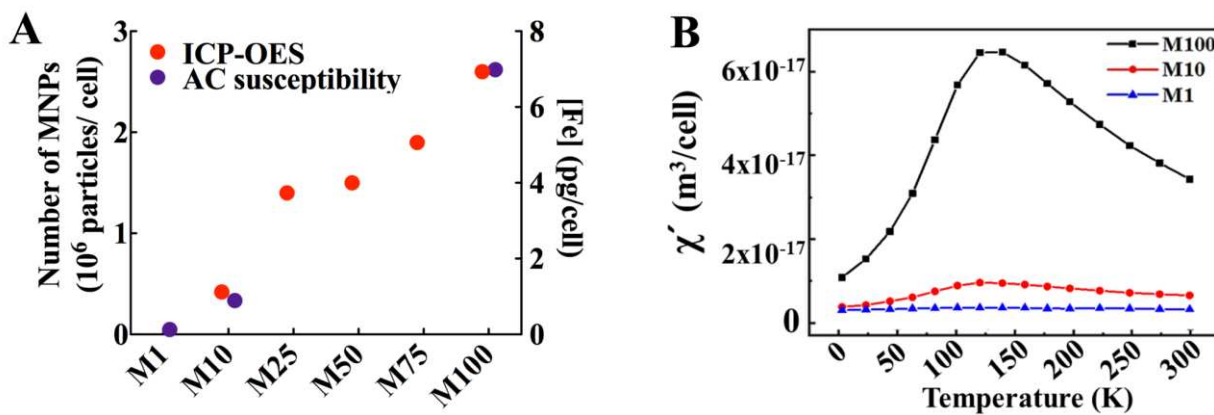 A
ICP-OES
AC susceptibility
Number of MNPs
(10⁶ particles/ cell)
3
2
1
0
[Fe] (pg/cell)
8
6
4
2
0
M1
M10
M25
M50
M75
M100
B
M100
M10
M1
χ′ (m³/cell)
6x10⁻¹⁷
4x10⁻¹⁷
2x10⁻¹⁷
0
0
50
100
150
200
250
300
Temperature (K)